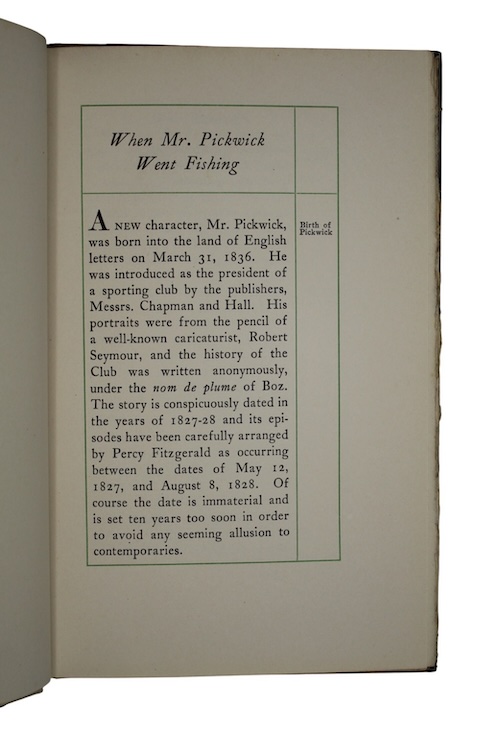 When Mr. Pickwick
Went Fishing
Birth of
Pickwick
A NEW character, Mr. Pickwick,
was born into the land of English
letters on March 31, 1836. He
was introduced as the president of
a sporting club by the publishers,
Messrs. Chapman and Hall. His
portraits were from the pencil of
a well-known caricaturist, Robert
Seymour, and the history of the
Club was written anonymously,
under the nom de plume of Boz.
The story is conspicuously dated in
the years of 1827-28 and its epi-
sodes have been carefully arranged
by Percy Fitzgerald as occurring
between the dates of May 12,
1827, and August 8, 1828. Of
course the date is immaterial and
is set ten years too soon in order
to avoid any seeming allusion to
contemporaries.